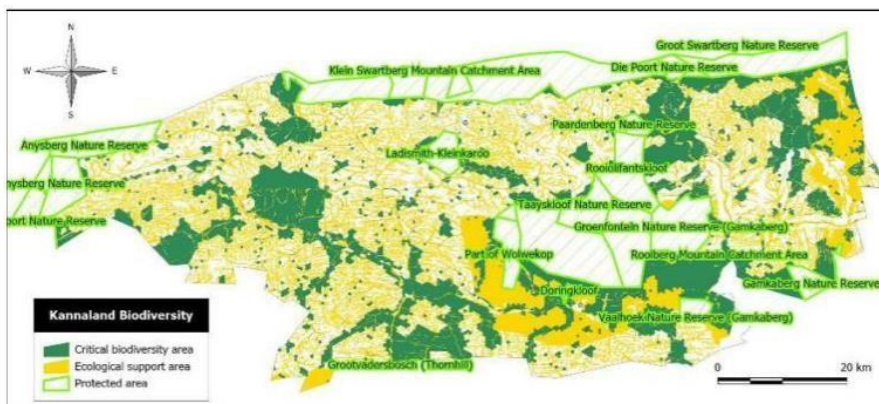 N
W E
S
Groot Swartberg Nature Reserve
Klein Swartberg Mountain Catchment Area
Die Poort Nature Reserve
Paardenberg Nature Reserve
Anysberg Nature Reserve
Ladismith-Kleinkaroo
Rooiolifantskloof
nysberg Nature Reserve
Taayskloof Nature Reserve
oort Nature Reserve
Groenfontein Nature Reserve (Gamkaberg)
Part of Wolwekop
Rooiberg Mountain Catchment Area
Gamkaberg Nature Reserve
Doringkloof
Vaalhoek Nature Reserve (Gamkaberg)
Kannaland Biodiversity
Critical biodiversity area
Ecological support area
Protected area
Grootvadersbosch (Thornhill)
0 20 km